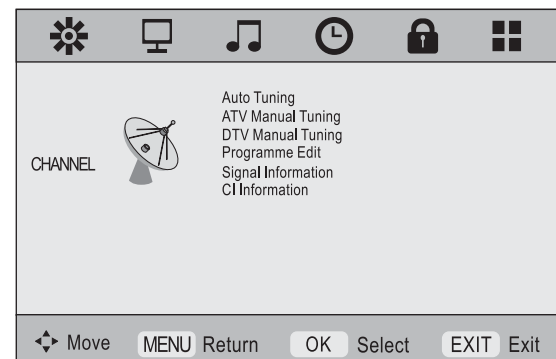 CHANNEL
Auto Tuning
ATV Manual Tuning
DTV Manual Tuning
Programme Edit
Signal Information
CI Information
Move MENU Return OK Select EXIT Exit